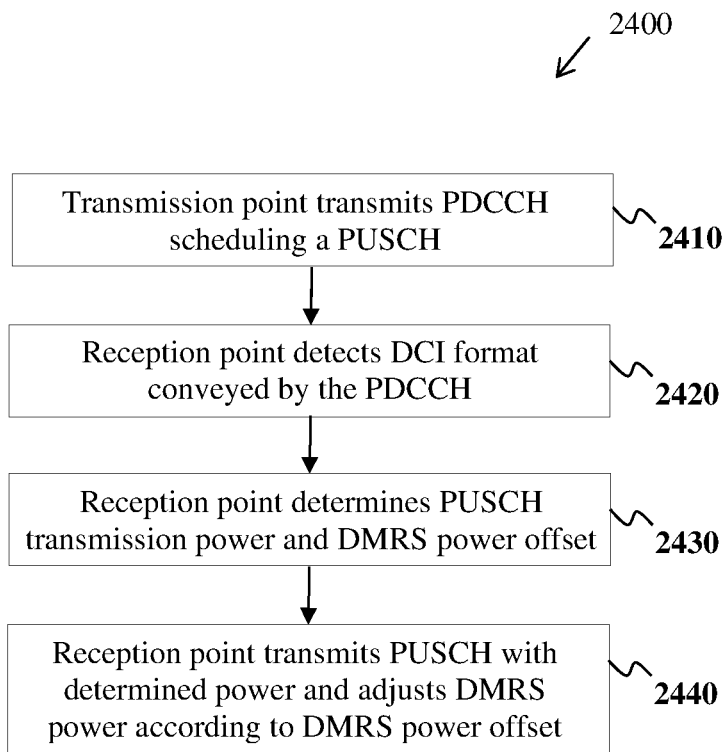 2400
Transmission point transmits PDCCH
scheduling a PUSCH
2410
Reception point detects DCI format
conveyed by the PDCCH
2420
Reception point determines PUSCH
transmission power and DMRS power offset
2430
Reception point transmits PUSCH with
determined power and adjusts DMRS
power according to DMRS power offset
2440